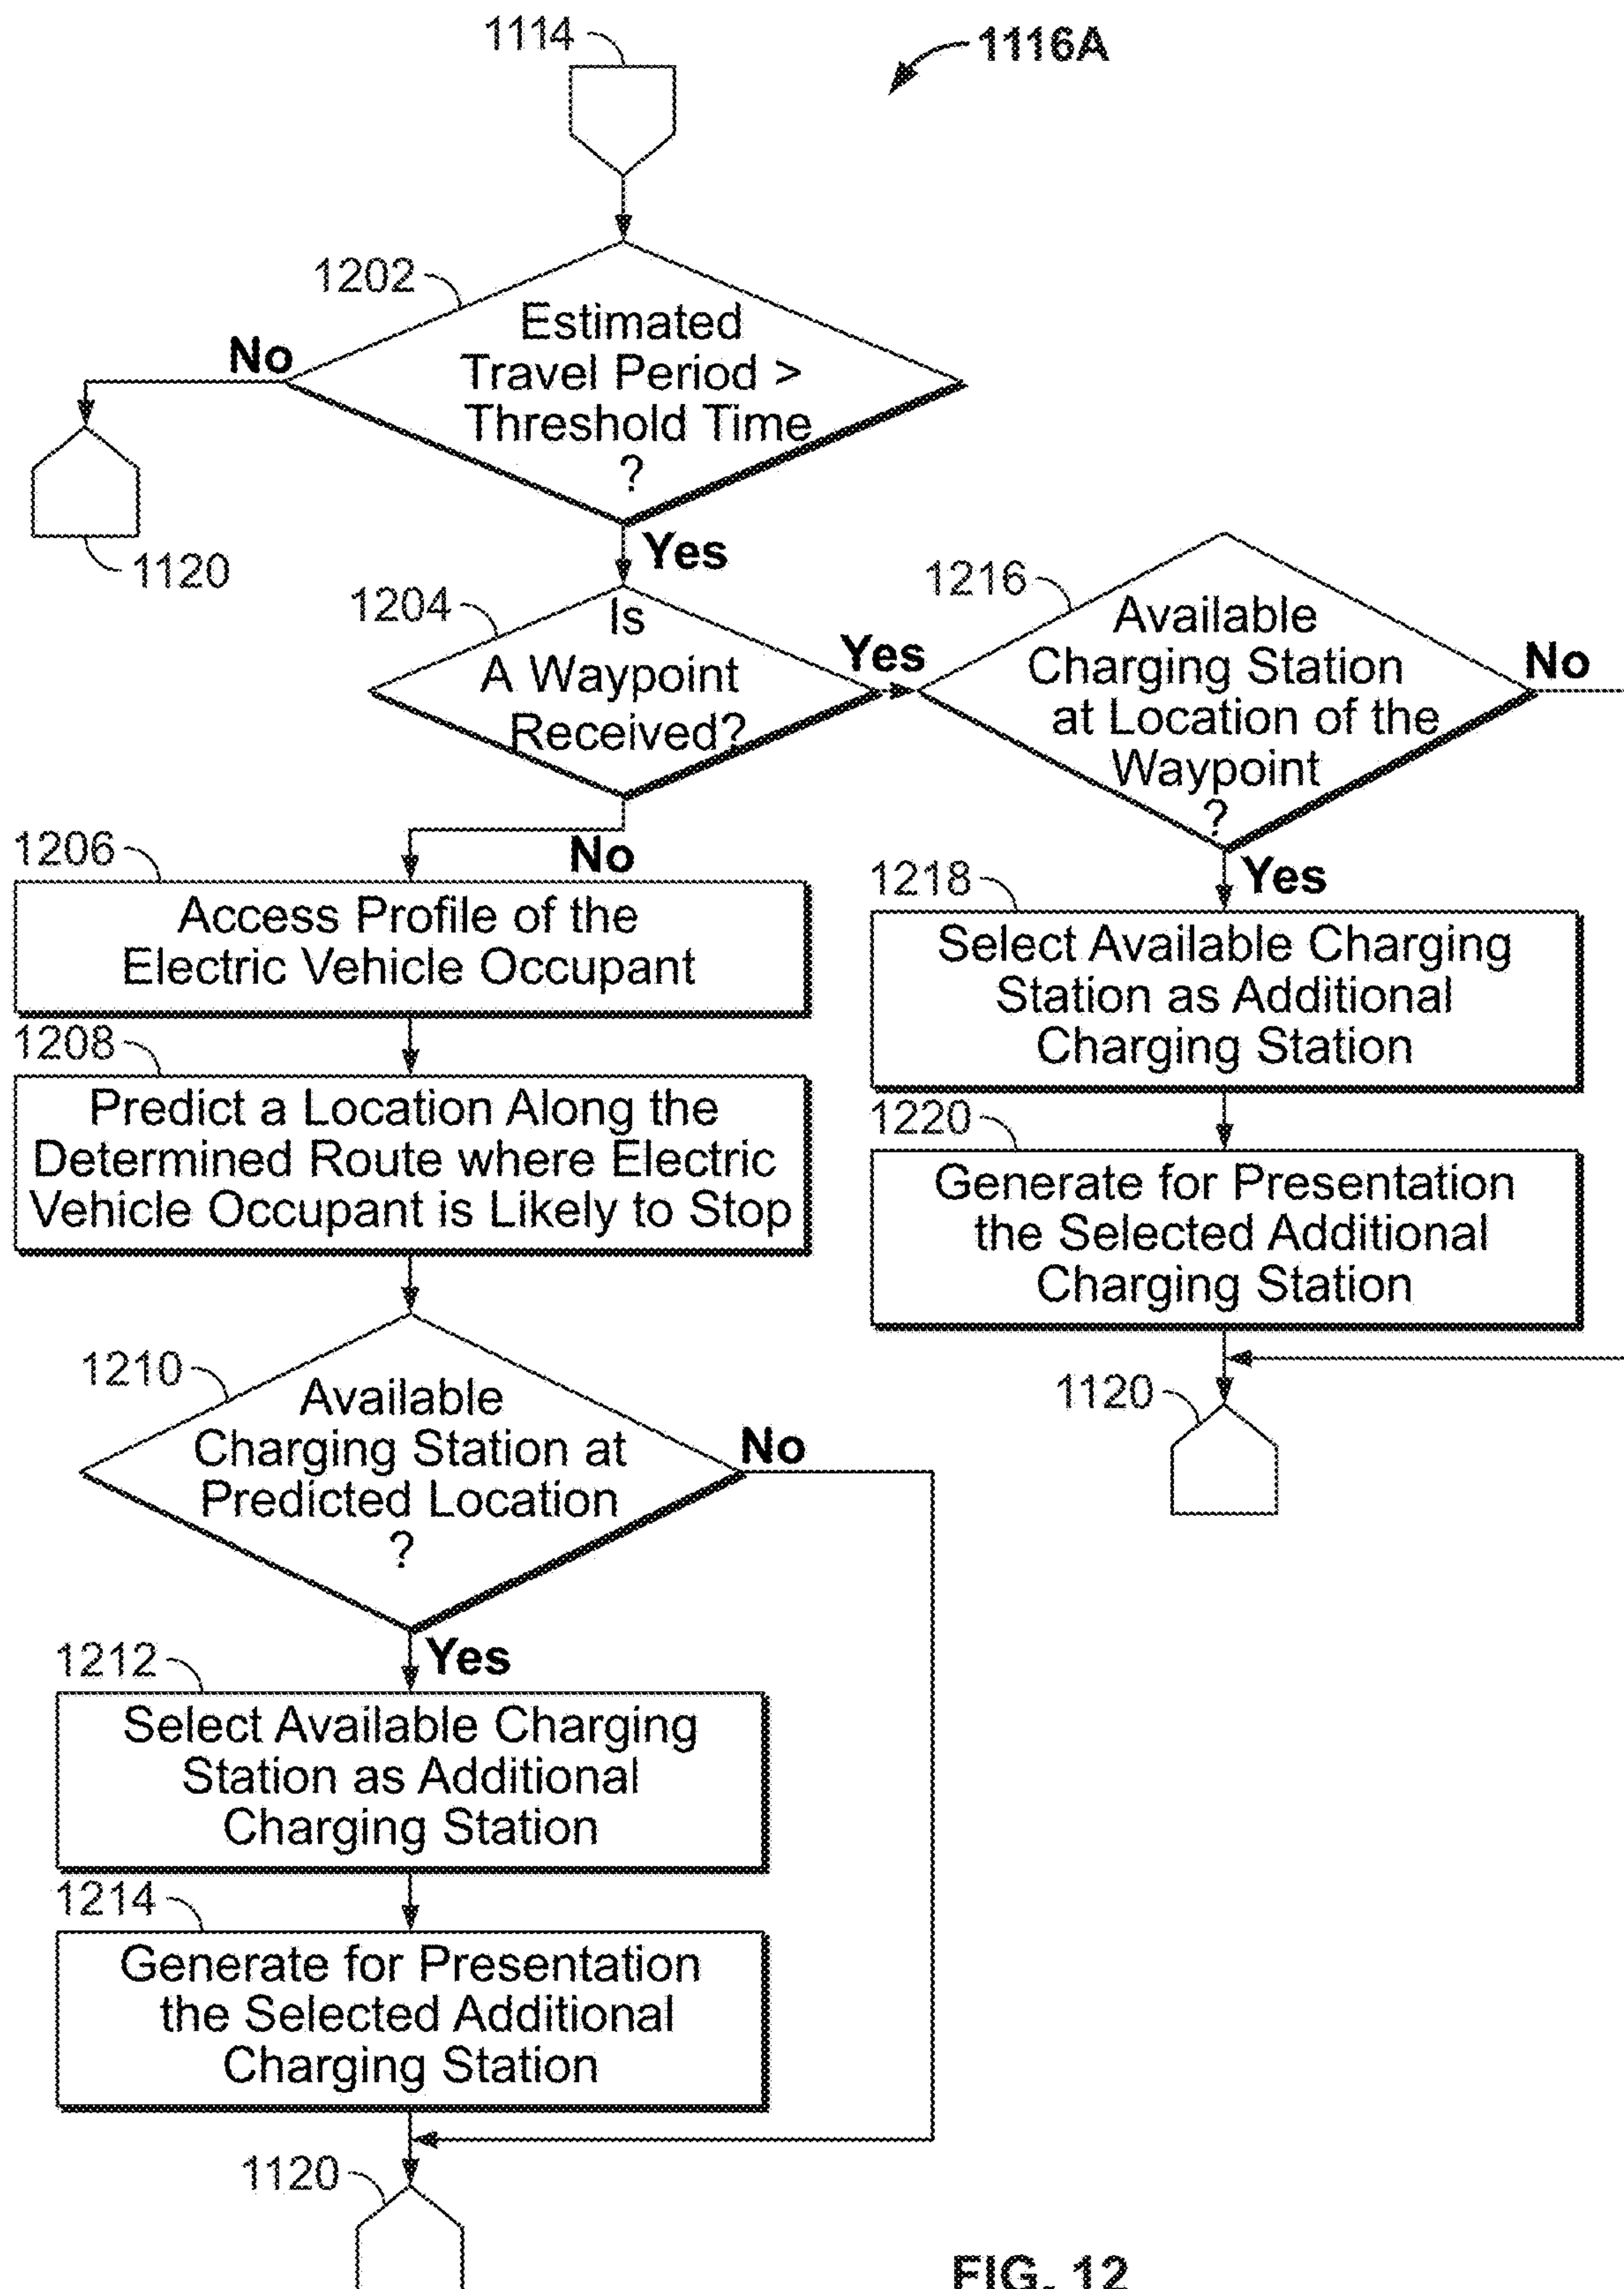 1114
1116A
1202
Estimated
Travel Period >
Threshold Time
?
No
1120
Yes
1204
Is
A Waypoint
Received?
Yes
1216
Available
Charging Station
at Location of the
Waypoint
?
No
No
1206
Access Profile of the
Electric Vehicle Occupant
Yes
1218
Select Available Charging
Station as Additional
Charging Station
1208
Predict a Location Along the
Determined Route where Electric
Vehicle Occupant is Likely to Stop
1220
Generate for Presentation
the Selected Additional
Charging Station
1120
1210
Available
Charging Station at
Predicted Location
?
No
Yes
1212
Select Available Charging
Station as Additional
Charging Station
1214
Generate for Presentation
the Selected Additional
Charging Station
1120
FIG. 12